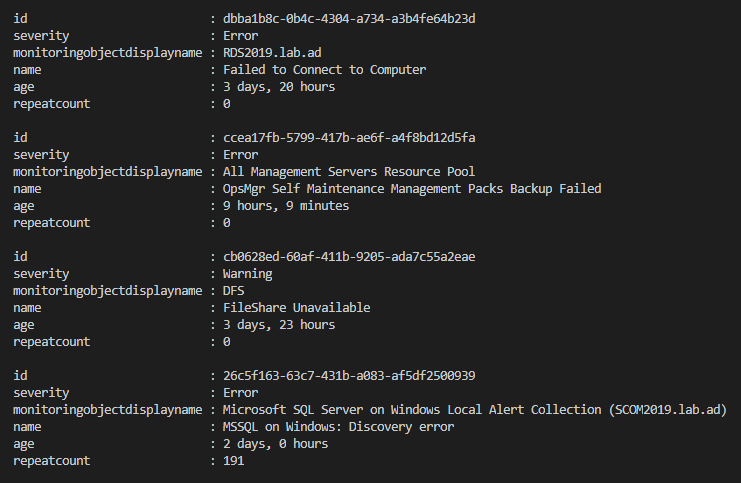 id                         : dbba1b8c-0b4c-4304-a734-a3b4fe64b23d
severity                   : Error
monitoringobjectdisplayname : RDS2019.lab.ad
name                       : Failed to Connect to Computer
age                        : 3 days, 20 hours
repeatcount                : 0
id                         : ccea17fb-5799-417b-ae6f-a4f8bd12d5fa
severity                   : Error
monitoringobjectdisplayname : All Management Servers Resource Pool
name                       : OpsMgr Self Maintenance Management Packs Backup Failed
age                        : 9 hours, 9 minutes
repeatcount                : 0
id                         : cb0628ed-60af-411b-9205-ada7c55a2eae
severity                   : Warning
monitoringobjectdisplayname : DFS
name                       : FileShare Unavailable
age                        : 3 days, 23 hours
repeatcount                : 0
id                         : 26c5f163-63c7-431b-a083-af5df2500939
severity                   : Error
monitoringobjectdisplayname : Microsoft SQL Server on Windows Local Alert Collection (SCOM2019.lab.ad)
name                       : MSSQL on Windows: Discovery error
age                        : 2 days, 0 hours
repeatcount                : 191